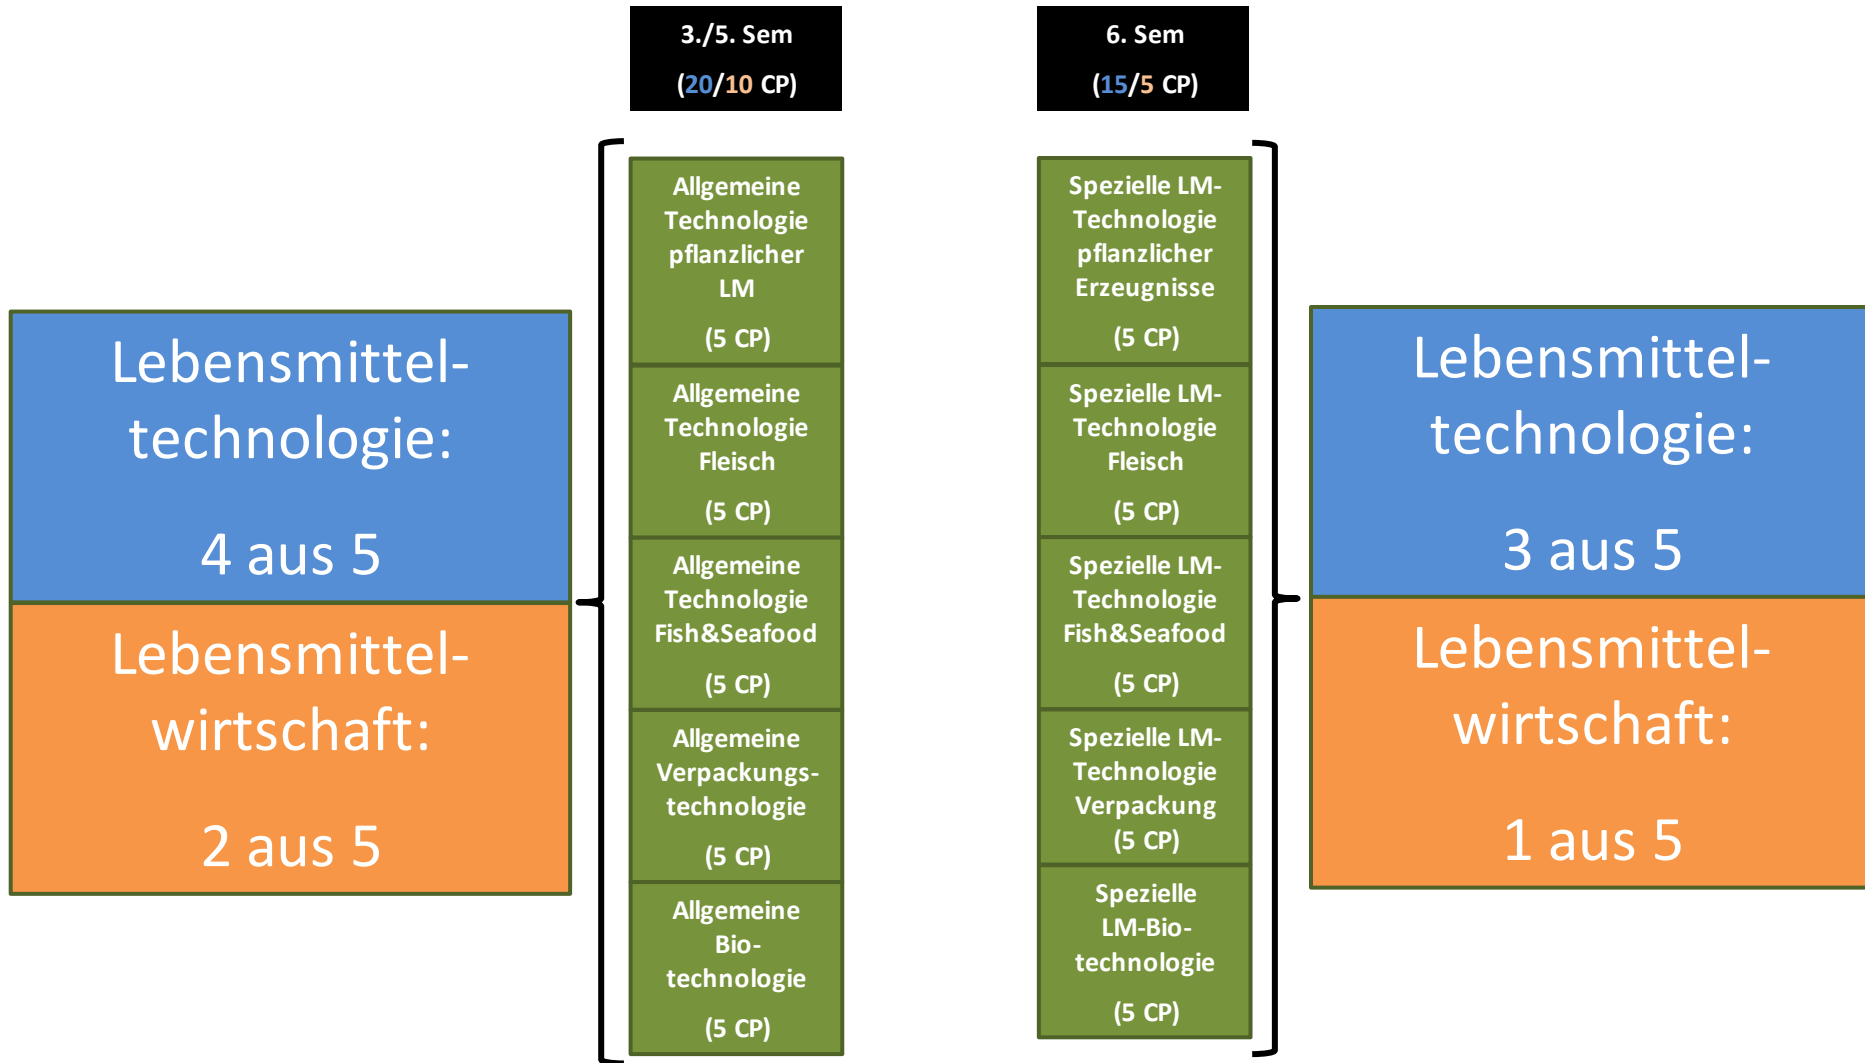 3./5. Sem
(20/10 CP)
6. Sem
(15/5 CP)
Lebensmittel-
technologie:
4 aus 5
Lebensmittel-
wirtschaft:
2 aus 5
Allgemeine
Technologie
pflanzlicher
LM
(5 CP)
Allgemeine
Technologie
Fleisch
(5 CP)
Allgemeine
Technologie
Fish&Seafood
(5 CP)
Allgemeine
Verpackungs-
technologie
(5 CP)
Allgemeine
Bio-
technologie
(5 CP)
Spezielle LM-
Technologie
pflanzlicher
Erzeugnisse
(5 CP)
Spezielle LM-
Technologie
Fleisch
(5 CP)
Spezielle LM-
Technologie
Fish&Seafood
(5 CP)
Spezielle LM-
Technologie
Verpackung
(5 CP)
Spezielle
LM-Bio-
technologie
(5 CP)
Lebensmittel-
technologie:
3 aus 5
Lebensmittel-
wirtschaft:
1 aus 5